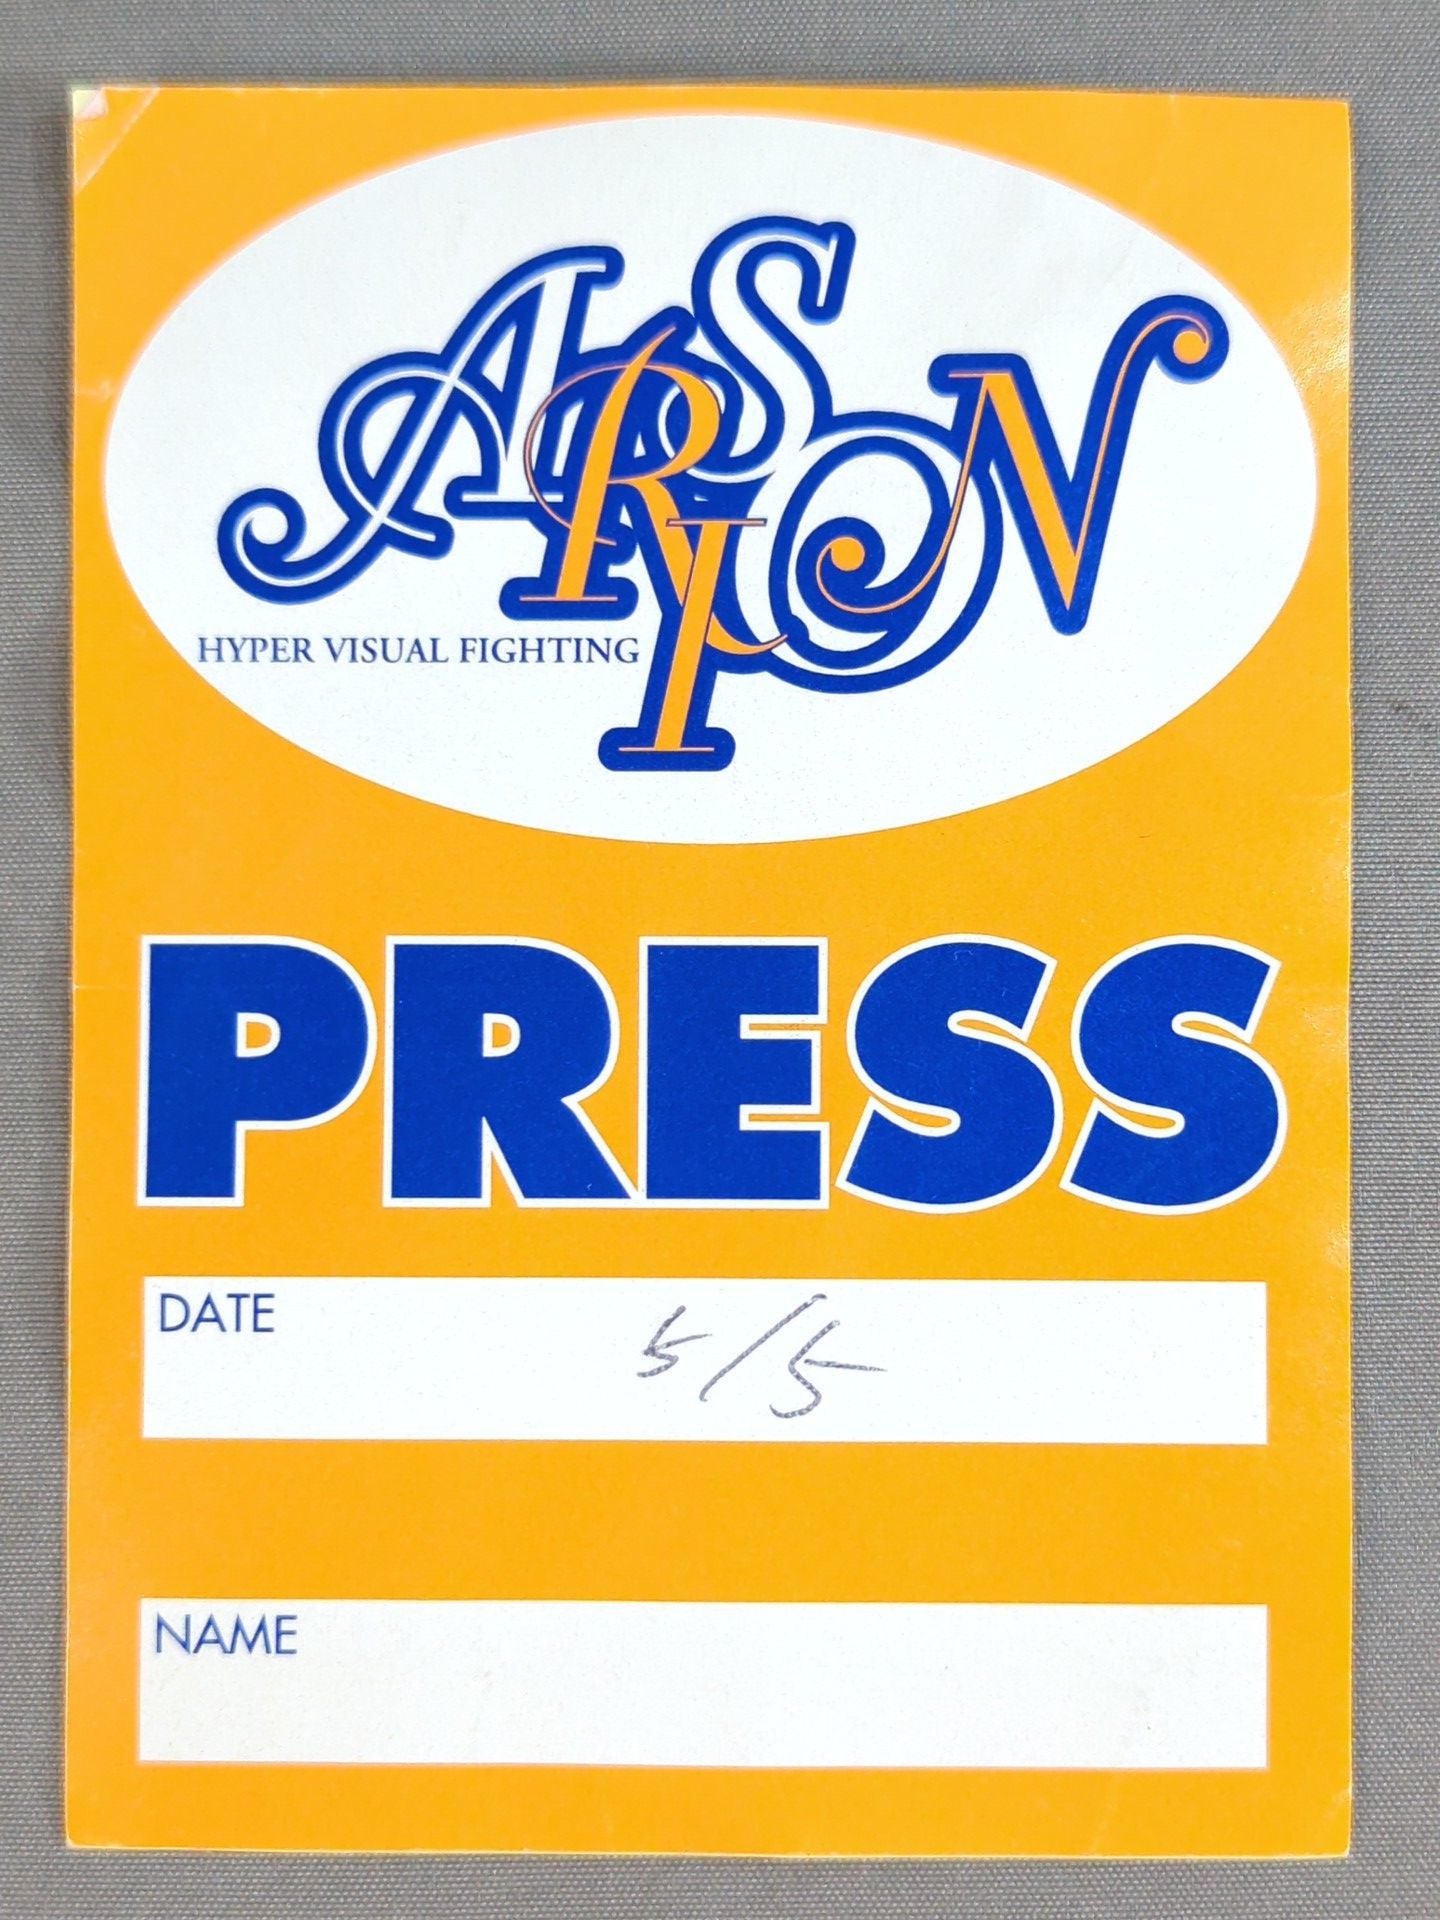 ARSION
HYPER VISUAL FIGHTING
PRESS
DATE 5/5
NAME